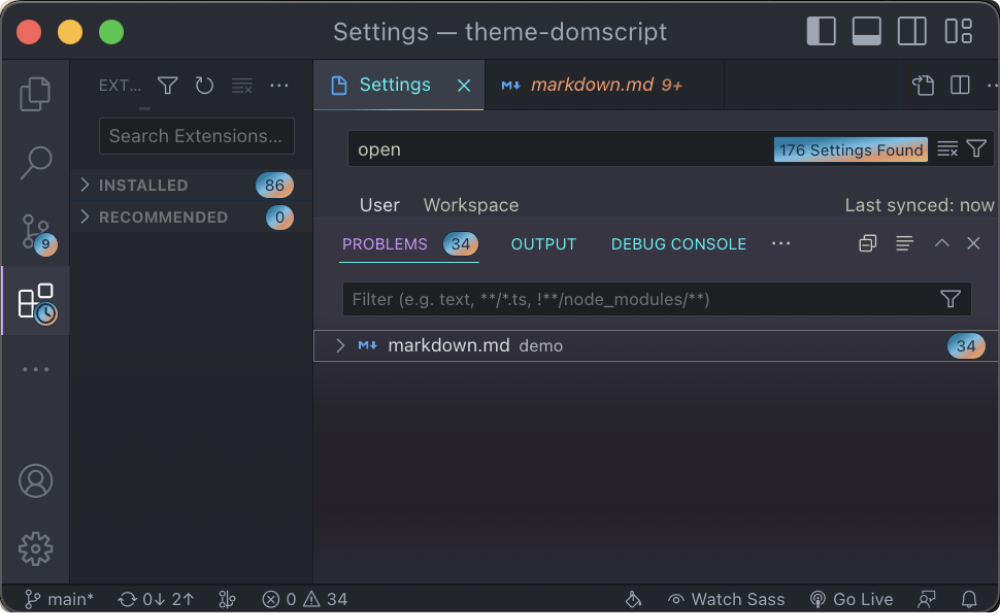 Settings — theme-domscript
EXT...
Settings
markdown.md 9+
Search Extensions...
open
176 Settings Found
INSTALLED 86
RECOMMENDED 0
User Workspace
Last synced: now
9
PROBLEMS 34 OUTPUT DEBUG CONSOLE
Filter (e.g. text, **/*.ts, !**/node_modules/**)
M↓ markdown.md demo 34
main* 0↓ 2↑ 0 34 Watch Sass Go Live